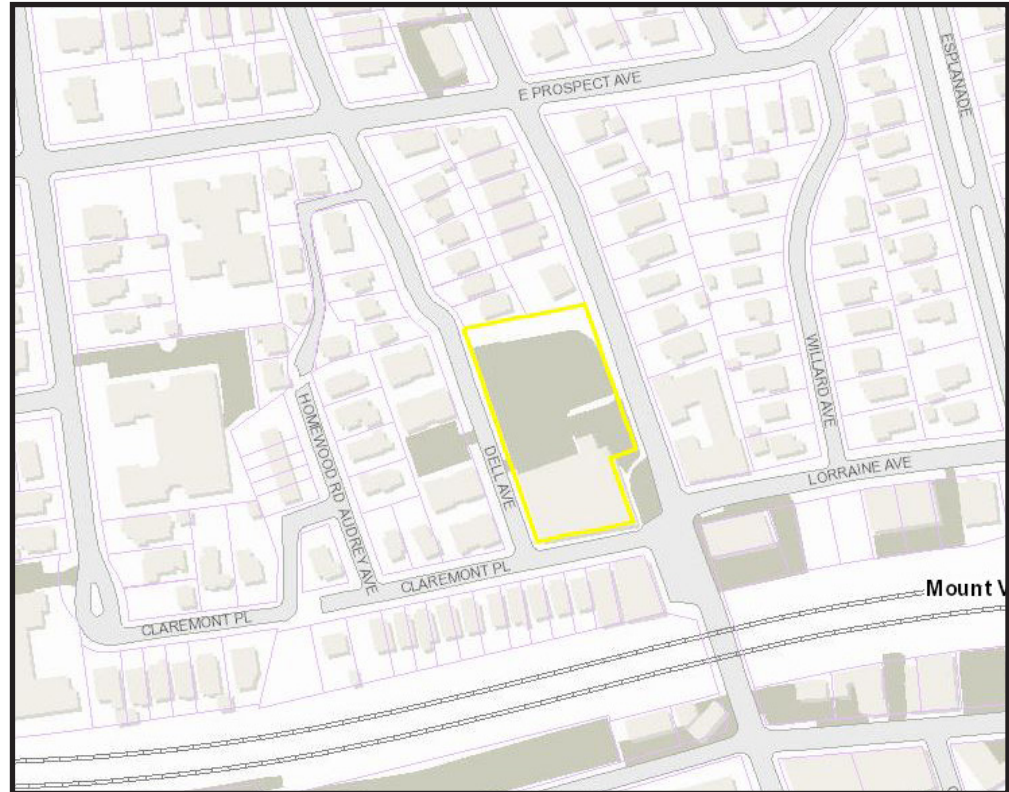 E PROSPECT AVE
ESPLANADE
WILLARD AVE
HOMEWOOD RD
AUDREY AVE
DELL AVE
LORRAINE AVE
CLAREMONT PL
Mount V
CLAREMONT PL